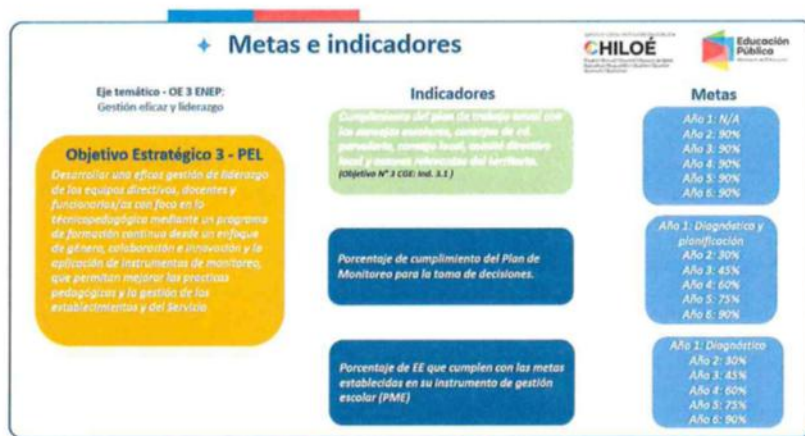 Metas e indicadores
CHILOÉ
Educación
Pública
Eje temático - OE 3 ENEP:
Gestión eficaz y liderazgo
Objetivo Estratégico 3 - PEL
Desarrollar una eficaz gestión de liderazgo
de los equipos directivos, docentes y
funcionarios/as con foco en lo
técnicopedagógico mediante un programa
de formación continua desde un enfoque
de género, colaboración e innovación y la
aplicación de instrumentos de monitoreo,
que permitan mejorar las prácticas
pedagógicas y la gestión de los
establecimientos y del Servicio
Indicadores
Cumplimiento del plan de trabajo anual con
los consejos escolares, consejos de ed.
parvularia, consejo local, comité directivo
local y actores relevantes del territorio.
(Objetivo N° 3 CGE: Ind. 3.1 )
Porcentaje de cumplimiento del Plan de
Monitoreo para la toma de decisiones.
Porcentaje de EE que cumplen con las metas
establecidas en su instrumento de gestión
escolar (PME)
Metas
Año 1: N/A
Año 2: 90%
Año 3: 90%
Año 4: 90%
Año 5: 90%
Año 6: 90%
Año 1: Diagnóstico y
planificación
Año 2: 30%
Año 3: 45%
Año 4: 60%
Año 5: 75%
Año 6: 90%
Año 1: Diagnóstico
Año 2: 30%
Año 3: 45%
Año 4: 60%
Año 5: 75%
Año 6: 90%